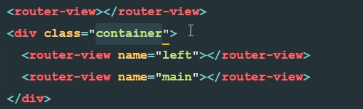 <router-view></router-view>
<div class="container">
<router-view name="left"></router-view>
<router-view name="main"></router-view>
</div>